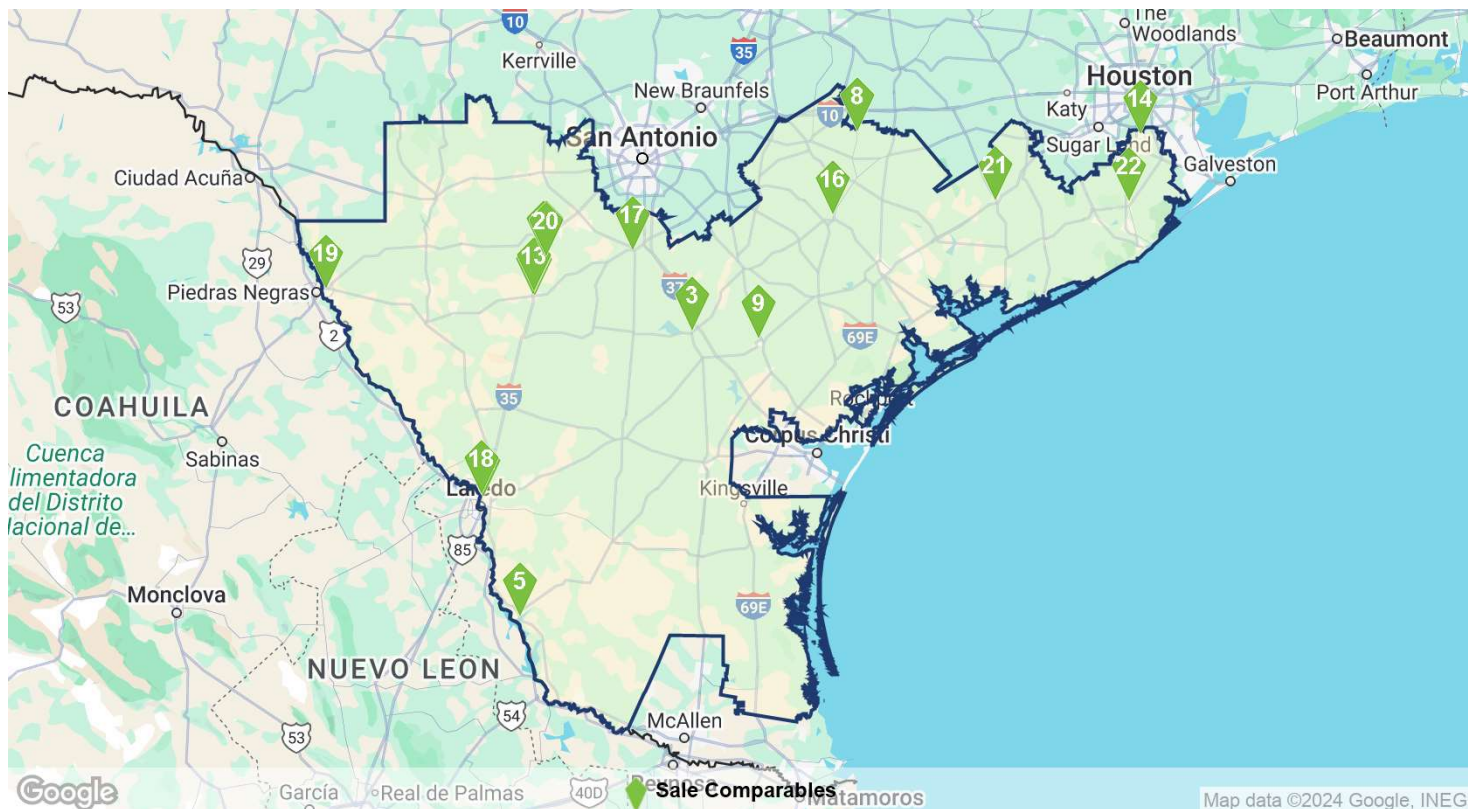 10
Kerrville
35
New Braunfels
The
Woodlands
Beaumont
Houston
Port Arthur
Katy
8
10
14
San Antonio
Sugar Land
Galveston
Ciudad Acuña
21
22
16
20
17
19
13
29
Piedras Negras
53
37
3
9
2
69E
35
COAHUILA
Rockport
Corpus Christi
Sabinas
Cuenca
limentadora
del Distrito
Nacional de...
18
Laredo
Kingsville
85
5
69E
Monclova
NUEVO LEON
54
53
McAllen
Reynosa
Google
García
Real de Palmas
40D
Sale Comparables
Matamoros
Map data ©2024 Google, INEG